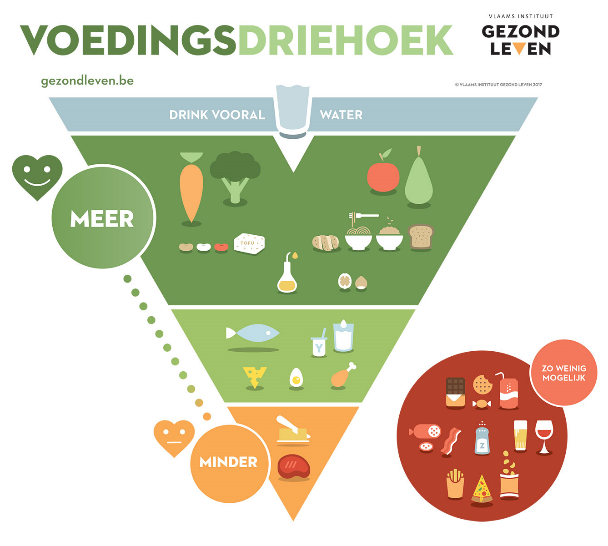 VOEDINGSDRIEHOEK
VLAAMS INSTITUUT
GEZOND
LEVEN
gezondleven.be
© VLAAMS INSTITUUT GEZOND LEVEN 2017
DRINK VOORAL WATER
MEER
TOFU
Y
ZO WEINIG
MOGELIJK
Z
MINDER